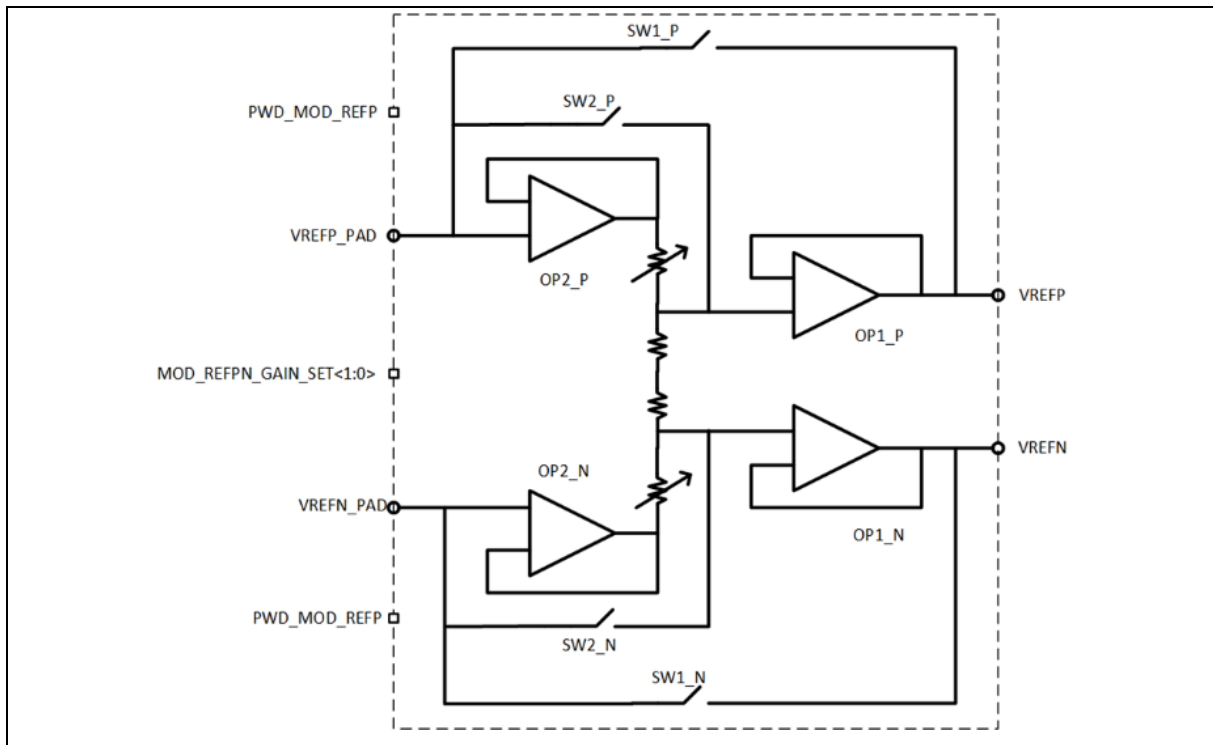 SW1_P
SW2_P
PWD_MOD_REFP
VREFP_PAD
OP2_P
VREFP
OP1_P
MOD_REFPN_GAIN_SET<1:0>
OP2_N
VREFN
VREFN_PAD
OP1_N
PWD_MOD_REFP
SW2_N
SW1_N